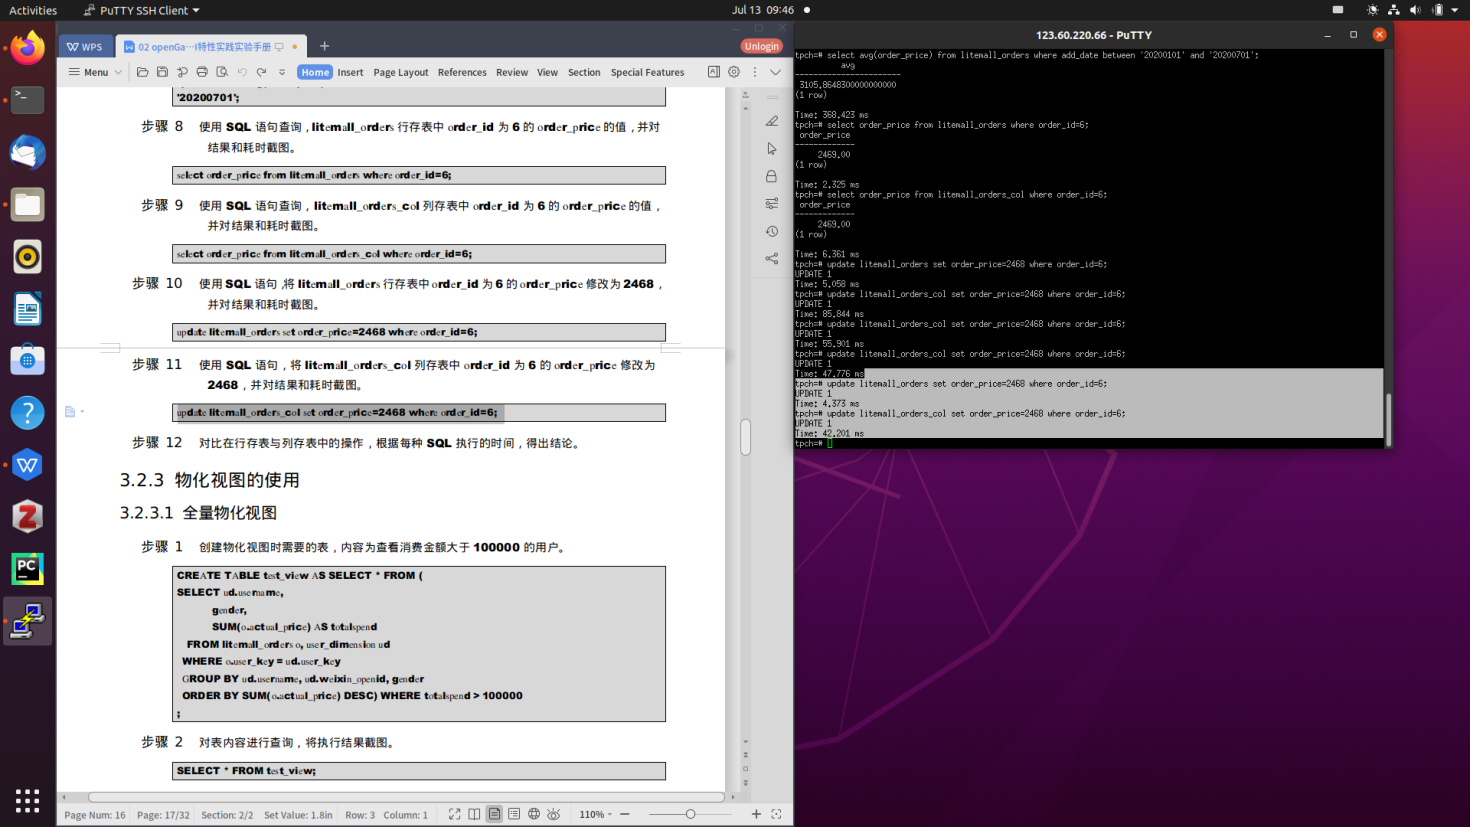 Activities
PuTTY SSH Client
Jul 13 09:46
WPS
02 openGa···I特性实践实验手册
Unlogin
Menu
Home
Insert
Page Layout
References
Review
View
Section
Special Features
'20200701';
步骤 8 使用 SQL 语句查询，litemall_orders 行存表中 order_id 为 6 的 order_price 的值，并对
结果和耗时截图。
select order_price from litemall_orders where order_id=6;
步骤 9 使用 SQL 语句查询，litemall_orders_col 列存表中 order_id 为 6 的 order_price 的值，
并对结果和耗时截图。
select order_price from litemall_orders_col where order_id=6;
步骤 10 使用 SQL 语句，将 litemall_orders 行存表中 order_id 为 6 的 order_price 修改为 2468，
并对结果和耗时截图。
update litemall_orders set order_price=2468 where order_id=6;
步骤 11 使用 SQL 语句，将 litemall_orders_col 列存表中 order_id 为 6 的 order_price 修改为
2468，并对结果和耗时截图。
update litemall_orders_col set order_price=2468 where order_id=6;
步骤 12 对比在行存表与列存表中的操作，根据每种 SQL 执行的时间，得出结论。
3.2.3 物化视图的使用
3.2.3.1 全量物化视图
步骤 1 创建物化视图时需要的表，内容为查看消费金额大于 100000 的用户。
CREATE TABLE test_view AS SELECT * FROM (
SELECT ud.username,
gender,
SUM(o.actual_price) AS totalspend
FROM litemall_orders o, user_dimension ud
WHERE o.user_key = ud.user_key
GROUP BY ud.username, ud.weixin_openid, gender
ORDER BY SUM(o.actual_price) DESC) WHERE totalspend > 100000
;
步骤 2 对表内容进行查询，将执行结果截图。
SELECT * FROM test_view;
Page Num: 16
Page: 17/32
Section: 2/2
Set Value: 1.8in
Row: 3
Column: 1
110%
123.60.220.66 - PuTTY
tpch=# select avg(order_price) from litemall_orders where add_date between '20200101' and '20200701';
avg
-----------------------
3105.8648300000000000
(1 row)
Time: 368.423 ms
tpch=# select order_price from litemall_orders where order_id=6;
order_price
-------------
2469.00
(1 row)
Time: 2.325 ms
tpch=# select order_price from litemall_orders_col where order_id=6;
order_price
-------------
2469.00
(1 row)
Time: 6.361 ms
tpch=# update litemall_orders set order_price=2468 where order_id=6;
UPDATE 1
Time: 5.058 ms
tpch=# update litemall_orders_col set order_price=2468 where order_id=6;
UPDATE 1
Time: 85.844 ms
tpch=# update litemall_orders_col set order_price=2468 where order_id=6;
UPDATE 1
Time: 55.901 ms
tpch=# update litemall_orders_col set order_price=2468 where order_id=6;
UPDATE 1
Time: 47.776 ms
tpch=# update litemall_orders set order_price=2468 where order_id=6;
UPDATE 1
Time: 4.373 ms
tpch=# update litemall_orders_col set order_price=2468 where order_id=6;
UPDATE 1
Time: 42.201 ms
tpch=#